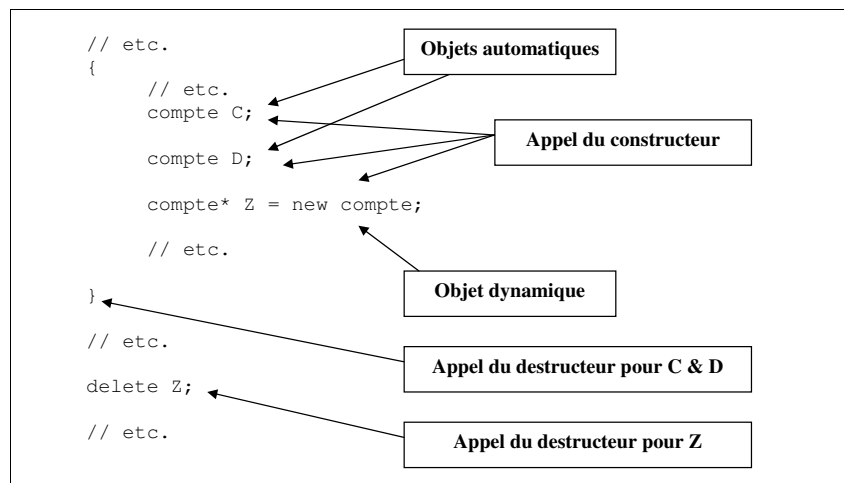 // etc.
Objets automatiques
{
// etc.
compte C;
Appel du constructeur
compte D;
compte* Z = new compte;
// etc.
Objet dynamique
}
// etc.
Appel du destructeur pour C & D
delete Z;
// etc.
Appel du destructeur pour Z